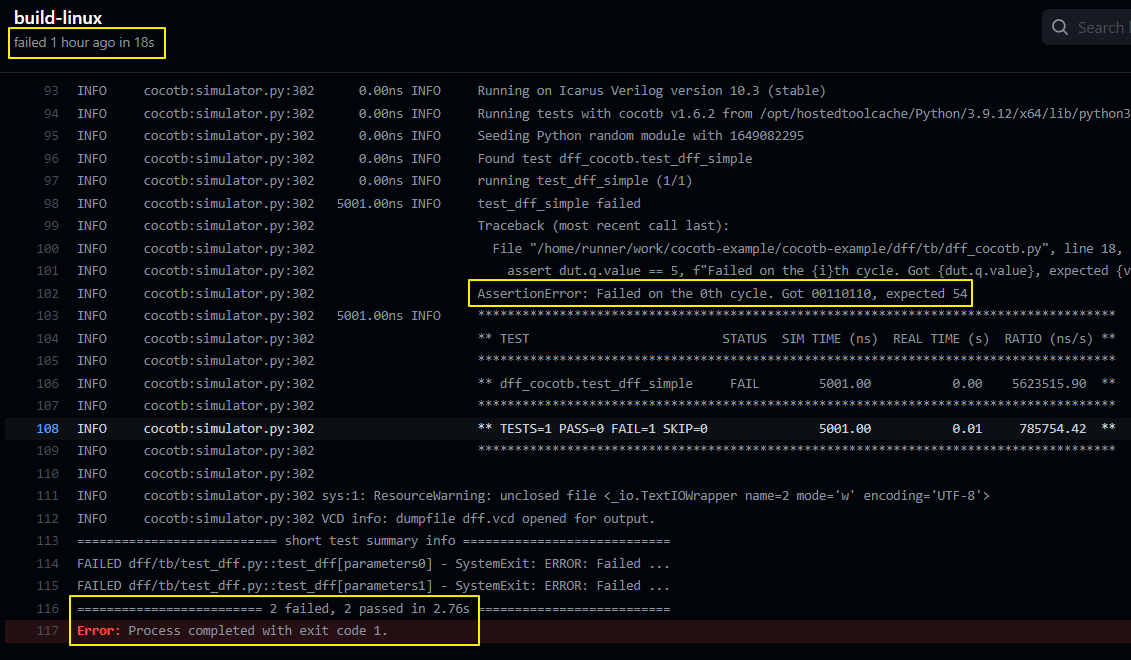 build-linux
failed 1 hour ago in 18s
Search
93 INFO cocotb:simulator.py:302 0.00ns INFO Running on Icarus Verilog version 10.3 (stable)
94 INFO cocotb:simulator.py:302 0.00ns INFO Running tests with cocotb v1.6.2 from /opt/hostedtoolcache/Python/3.9.12/x64/lib/python3
95 INFO cocotb:simulator.py:302 0.00ns INFO Seeding Python random module with 1649082295
96 INFO cocotb:simulator.py:302 0.00ns INFO Found test dff_cocotb.test_dff_simple
97 INFO cocotb:simulator.py:302 0.00ns INFO running test_dff_simple (1/1)
98 INFO cocotb:simulator.py:302 5001.00ns INFO test_dff_simple failed
99 INFO cocotb:simulator.py:302 Traceback (most recent call last):
100 INFO cocotb:simulator.py:302 File "/home/runner/work/cocotb-example/cocotb-example/dff/tb/dff_cocotb.py", line 18,
101 INFO cocotb:simulator.py:302 assert dut.q.value == 5, f"Failed on the {i}th cycle. Got {dut.q.value}, expected {v
102 INFO cocotb:simulator.py:302 AssertionError: Failed on the 0th cycle. Got 00110110, expected 54
103 INFO cocotb:simulator.py:302 5001.00ns INFO **************************************************************************************
104 INFO cocotb:simulator.py:302 ** TEST STATUS SIM TIME (ns) REAL TIME (s) RATIO (ns/s) **
105 INFO cocotb:simulator.py:302 **************************************************************************************
106 INFO cocotb:simulator.py:302 ** dff_cocotb.test_dff_simple FAIL 5001.00 0.00 5623515.90 **
107 INFO cocotb:simulator.py:302 **************************************************************************************
108 INFO cocotb:simulator.py:302 ** TESTS=1 PASS=0 FAIL=1 SKIP=0 5001.00 0.01 785754.42 **
109 INFO cocotb:simulator.py:302 **************************************************************************************
110 INFO cocotb:simulator.py:302
111 INFO cocotb:simulator.py:302 sys:1: ResourceWarning: unclosed file <_io.TextIOWrapper name=2 mode='w' encoding='UTF-8'>
112 INFO cocotb:simulator.py:302 VCD info: dumpfile dff.vcd opened for output.
113 =========================== short test summary info ============================
114 FAILED dff/tb/test_dff.py::test_dff[parameters0] - SystemExit: ERROR: Failed ...
115 FAILED dff/tb/test_dff.py::test_dff[parameters1] - SystemExit: ERROR: Failed ...
116 ========================= 2 failed, 2 passed in 2.76s ==========================
117 Error: Process completed with exit code 1.